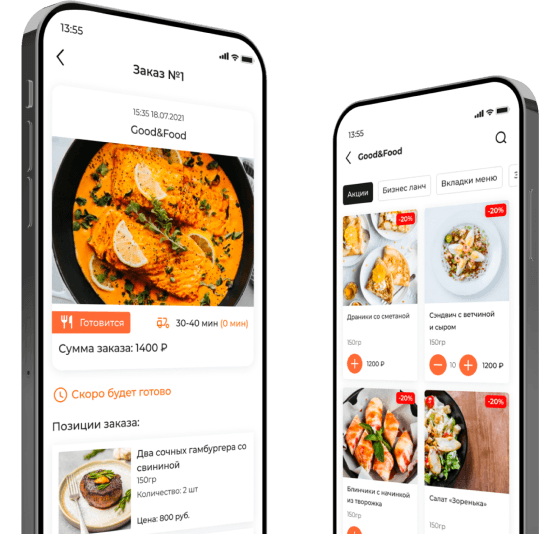 13:55
Заказ №1
15:35 18.07.2021
Good&Food
Готовится
30-40 мин (0 мин)
Сумма заказа: 1400 ₽
Скоро будет готово
Позиции заказа:
Два сочных гамбургера со
свининой
150гр
Количество: 2 шт
Цена: 800 руб.
13:55
Good&Food
Акции
Бизнес ланч
Вкладки меню
-20%
-20%
Драники со сметаной
150гр
1200 ₽
Сэндвич с ветчиной
и сыром
150гр
10
1200 ₽
-20%
-20%
Блинчики с начинкой
из творожка
150гр
Салат «Зоренька»
150гр